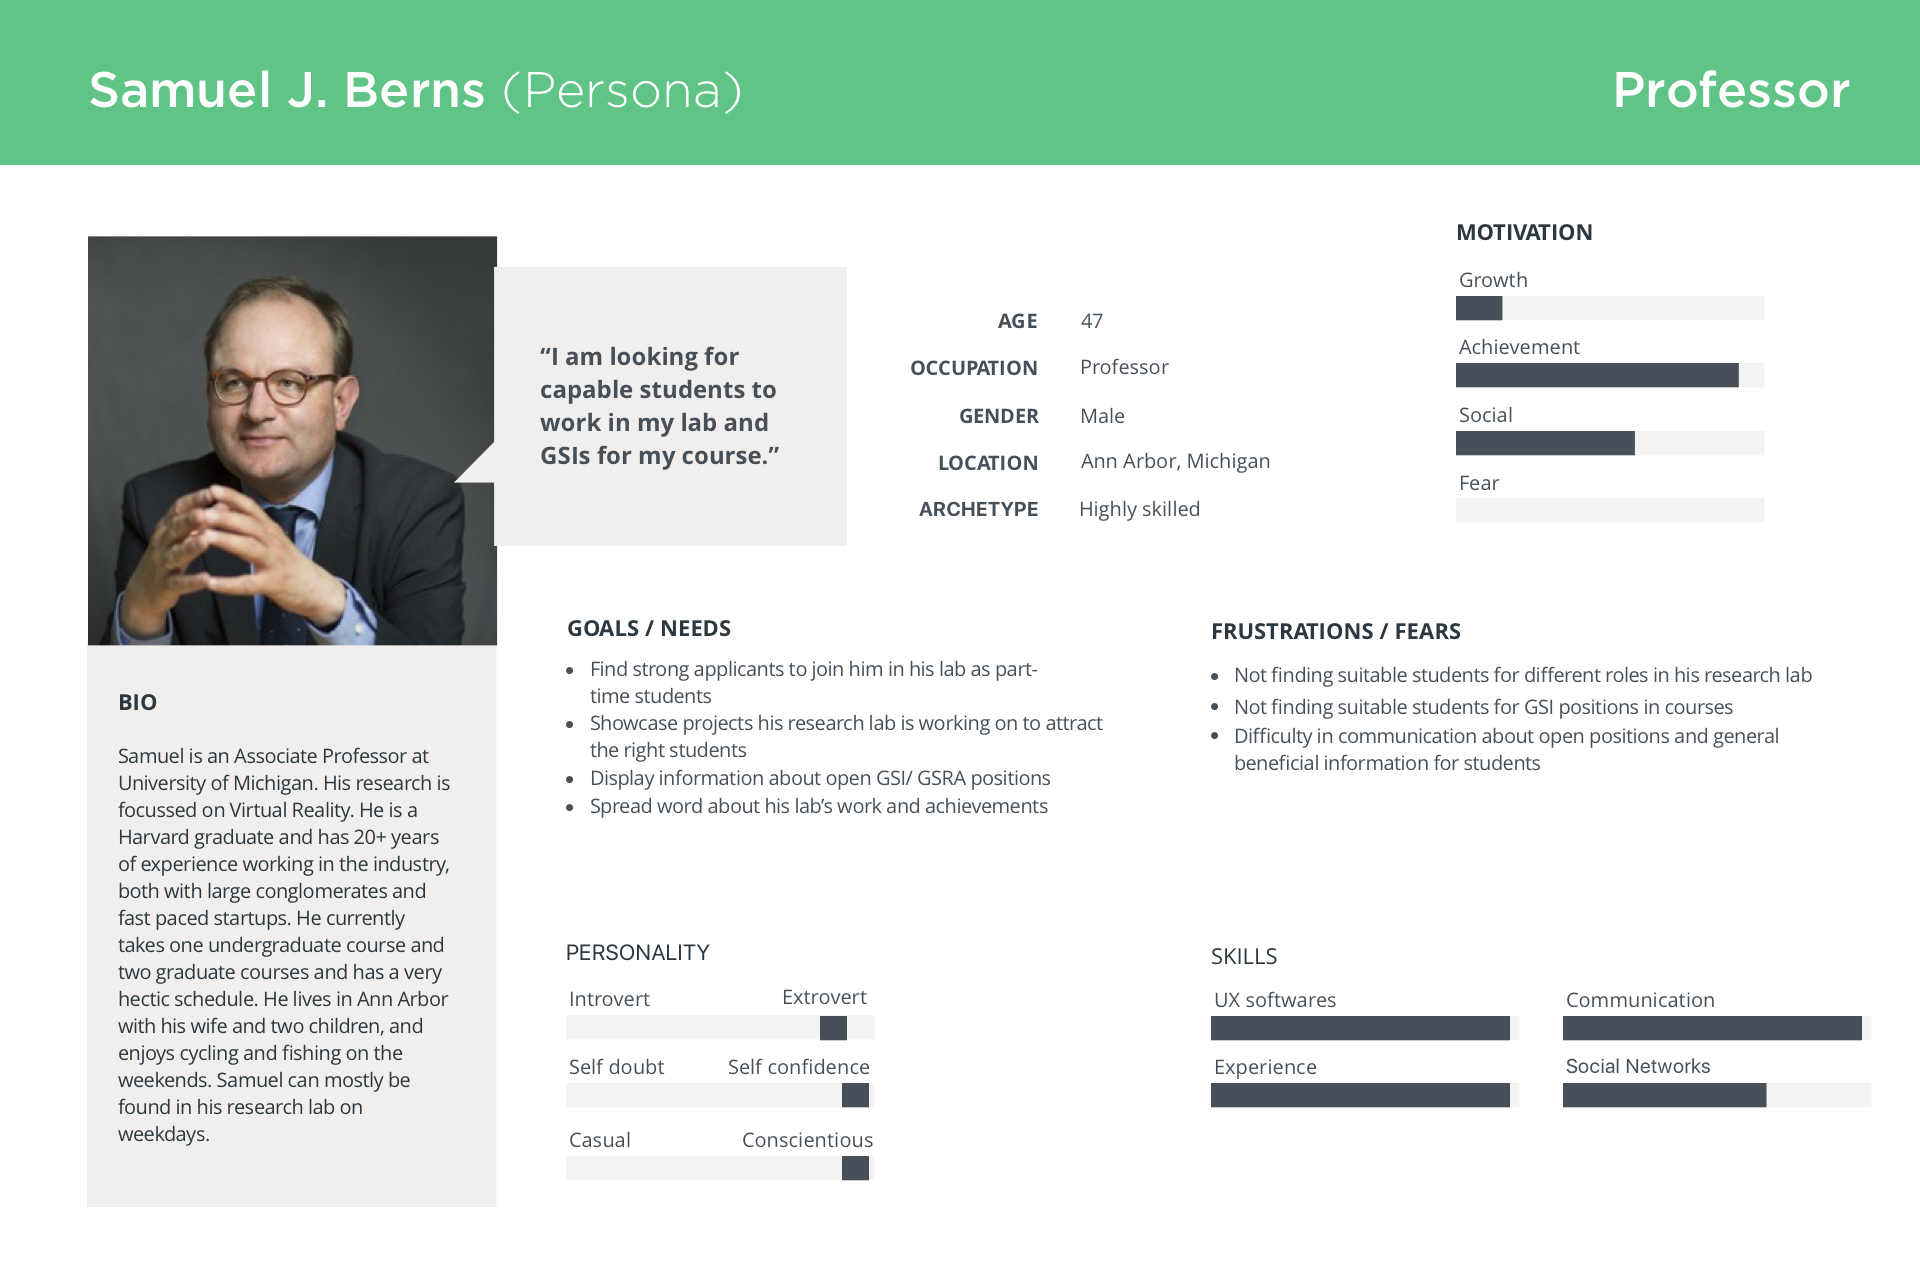 Samuel J. Berns (Persona)
Professor
“I am looking for
capable students to
work in my lab and
GSIs for my course.”
AGE 47
OCCUPATION Professor
GENDER Male
LOCATION Ann Arbor, Michigan
ARCHETYPE Highly skilled
MOTIVATION
Growth
Achievement
Social
Fear
BIO
Samuel is an Associate Professor at
University of Michigan. His research is
focussed on Virtual Reality. He is a
Harvard graduate and has 20+ years
of experience working in the industry,
both with large conglomerates and
fast paced startups. He currently
takes one undergraduate course and
two graduate courses and has a very
hectic schedule. He lives in Ann Arbor
with his wife and two children, and
enjoys cycling and fishing on the
weekends. Samuel can mostly be
found in his research lab on
weekdays.
GOALS / NEEDS
• Find strong applicants to join him in his lab as part-
time students
• Showcase projects his research lab is working on to attract
the right students
• Display information about open GSI/ GSRA positions
• Spread word about his lab’s work and achievements
FRUSTRATIONS / FEARS
• Not finding suitable students for different roles in his research lab
• Not finding suitable students for GSI positions in courses
• Difficulty in communication about open positions and general
beneficial information for students
PERSONALITY
Introvert Extrovert
Self doubt Self confidence
Casual Conscientious
SKILLS
UX softwares Communication
Experience Social Networks